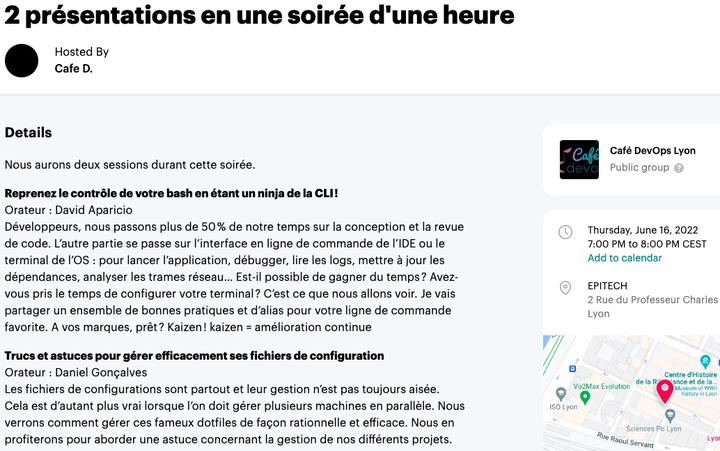 2 présentations en une soirée d'une heure
Hosted By
Cafe D.
Details
Nous aurons deux sessions durant cette soirée.
Reprenez le contrôle de votre bash en étant un ninja de la CLI !
Orateur : David Aparicio
Développeurs, nous passons plus de 50 % de notre temps sur la conception et la revue
de code. L'autre partie se passe sur l'interface en ligne de commande de l'IDE ou le
terminal de l'OS : pour lancer l'application, débugger, lire les logs, mettre à jour les
dépendances, analyser les trames réseau... Est-il possible de gagner du temps ? Avez-
vous pris le temps de configurer votre terminal ? C'est ce que nous allons voir. Je vais
partager un ensemble de bonnes pratiques et d'alias pour votre ligne de commande
favorite. A vos marques, prêt ? Kaizen ! kaizen = amélioration continue
Trucs et astuces pour gérer efficacement ses fichiers de configuration
Orateur : Daniel Gonçalves
Les fichiers de configurations sont partout et leur gestion n'est pas toujours aisée.
Cela est d'autant plus vrai lorsque l'on doit gérer plusieurs machines en parallèle. Nous
verrons comment gérer ces fameux dotfiles de façon rationnelle et efficace. Nous en
profiterons pour aborder une astuce concernant la gestion de nos différents projets.
Café
devo
Café DevOps Lyon
Public group ?
Thursday, June 16, 2022
7:00 PM to 8:00 PM CEST
Add to calendar
EPITECH
2 Rue du Professeur Charles
Lyon
Centre d'Histoire
de la R ance et de la...
Museum of WWII
history in Lyon
Vo2Max Evolution
ISO Lyon
Sciences Po Lyon
Rue Raoul Servant
Lyo